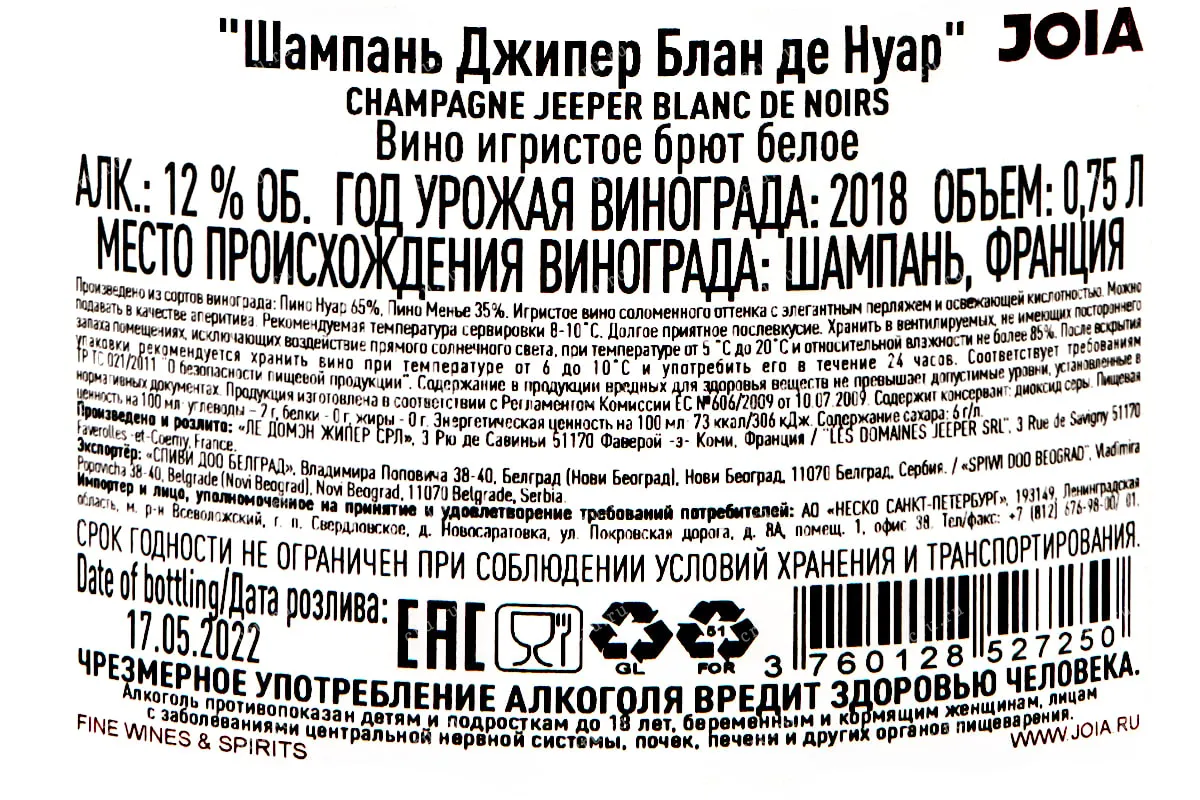 "Шампань Джипер Блан де Нуар" JOIA
CHAMPAGNE JEEPER BLANC DE NOIRS
Вино игристое брют белое
АЛК.: 12 % ОБ. ГОД УРОЖАЯ ВИНОГРАДА: 2018 ОБЪЕМ: 0,75 Л
МЕСТО ПРОИСХОЖДЕНИЯ ВИНОГРАДА: ШАМПАНЬ, ФРАНЦИЯ
Произведено из сортов винограда: Пино Нуар 65%, Пино Менье 35%. Игристое вино соломенного оттенка с элегантным перляжем и освежающей кислотностью. Можно
подавать в качестве аперитива. Рекомендуемая температура сервировки 8-10°С. Долгое приятное послевкусие. Хранить в вентилируемых, не имеющих постороннего
запаха помещениях, исключающих воздействие прямого солнечного света, при температуре от 5 °С до 20°С и относительной влажности не более 85%. После вскрытия
упаковки рекомендуется хранить вино при температуре от 6 до 10°С и употребить его в течение 24 часов. Соответствует требованиям
ТР ТС 021/2011 "О безопасности пищевой продукции". Содержание в продукции вредных для здоровья веществ не превышает допустимые уровни, установленные в
нормативных документах. Продукция изготовлена в соответствии с Регламентом Комиссии ЕС №606/2009 от 10.07.2009. Содержит консервант: диоксид серы. Пищевая
ценность на 100 мл: углеводы – 2 г, белки - 0 г, жиры - 0 г. Энергетическая ценность на 100 мл: 73 ккал/306 кДж. Содержание сахара: 6 г/л.
Произведено и розлито: «ЛЕ ДОМЭН ЖИПЕР СРЛ», 3 Рю де Савиньи 51170 Фаверой -э- Коми, Франция / "LES DOMAINES JEEPER SRL", 3 Rue de Savigny 51170
Faverolles -et-Coemy, France.
Экспортёр: «СПИВИ ДОО БЕЛГРАД», Владимира Поповича 38-40, Белград (Нови Београд), Нови Београд, 11070 Белград, Сербия. / «SPIWI DOO BEOGRAD", Vladimira
Popovicha 38-40, Belgrade (Novi Beograd), Novi Beograd, 11070 Belgrade, Serbia.
Импортер и лицо, уполномоченное на принятие и удовлетворение требований потребителей: АО «НЕСКО САНКТ-ПЕТЕРБУРГ», 193149, Ленинградская
область, м. р-н Всеволожский, г. п. Свердловское, д. Новосаратовка, ул. Покровская дорога, д. 8А, помещ. 1, офис 38. Тел/факс: +7 (812) 676-98-00/ 01.
СРОК ГОДНОСТИ НЕ ОГРАНИЧЕН ПРИ СОБЛЮДЕНИИ УСЛОВИЙ ХРАНЕНИЯ И ТРАНСПОРТИРОВАНИЯ.
Date of bottling/Дата розлива:
17.05.2022
EAC
GL
51
FOR
3 760128 527250
ЧРЕЗМЕРНОЕ УПОТРЕБЛЕНИЕ АЛКОГОЛЯ ВРЕДИТ ЗДОРОВЬЮ ЧЕЛОВЕКА.
Алкоголь противопоказан детям и подросткам до 18 лет, беременным и кормящим женщинам, лицам
с заболеваниями центральной нервной системы, почек, печени и других органов пищеварения.
FINE WINES & SPIRITS
WWW.JOIA.RU